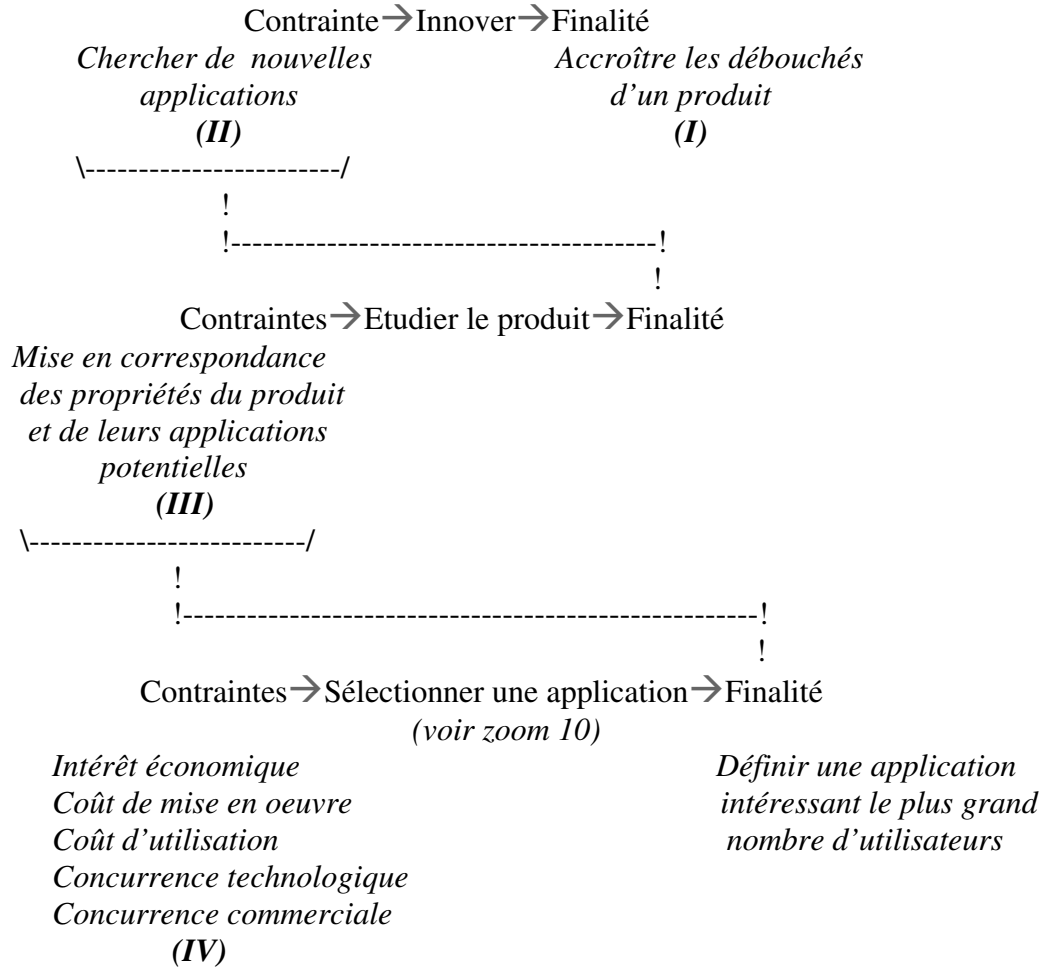 Contrainte→Innover→Finalité
Chercher de nouvelles Accroître les débouchés
applications d'un produit
(II) (I)
\------------------------/
!
!----------------------------------------!
!
Contraintes→Etudier le produit→Finalité
Mise en correspondance
des propriétés du produit
et de leurs applications
potentielles
(III)
\--------------------------/
!
!------------------------------------------------------!
!
Contraintes→Sélectionner une application→Finalité
(voir zoom 10)
Intérêt économique Définir une application
Coût de mise en oeuvre intéressant le plus grand
Coût d'utilisation nombre d'utilisateurs
Concurrence technologique
Concurrence commerciale
(IV)